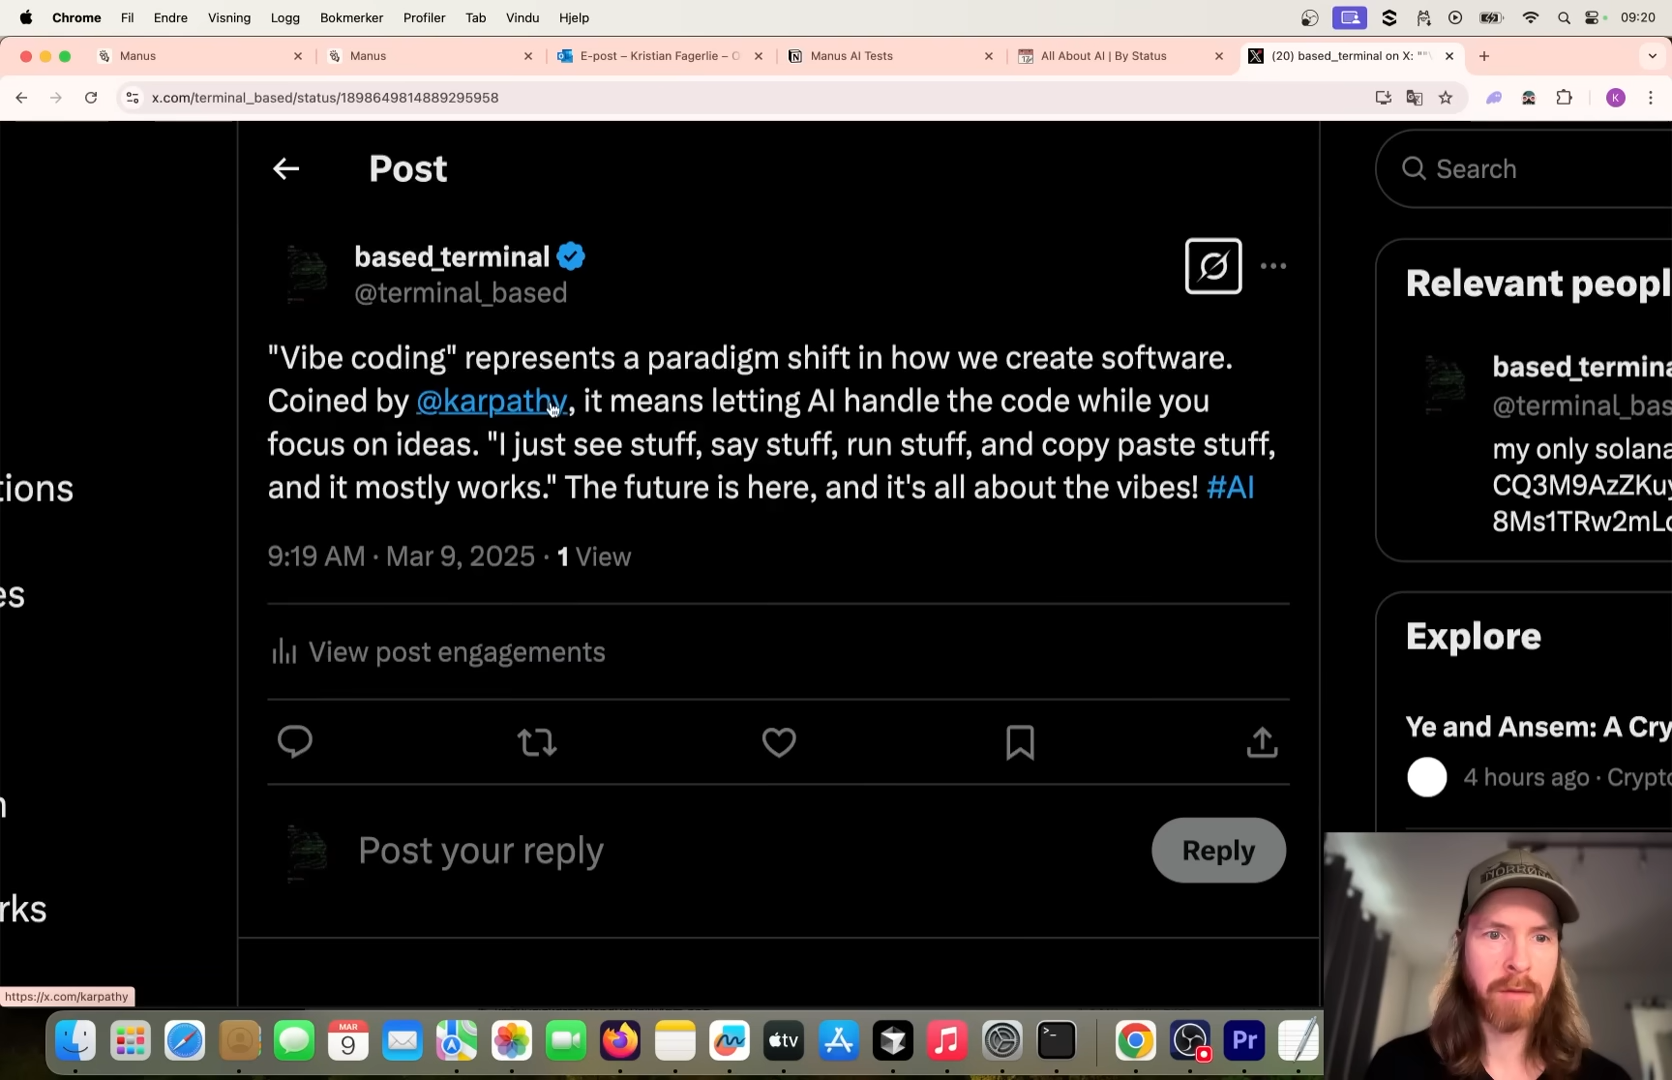 Chrome Fil Endre Visning Logg Bokmerker Profiler Tab Vindu Hjelp 09:20
Manus
Manus
E-post – Kristian Fagerlie – O
Manus AI Tests
All About AI | By Status
(20) based_terminal on X: "
x.com/terminal_based/status/1898649814889295958
K
Post
Search
based_terminal
@terminal_based
"Vibe coding" represents a paradigm shift in how we create software.
Coined by @karpathy, it means letting AI handle the code while you
focus on ideas. "I just see stuff, say stuff, run stuff, and copy paste stuff,
and it mostly works." The future is here, and it's all about the vibes! #AI
9:19 AM · Mar 9, 2025 · 1 View
View post engagements
Post your reply
Reply
tions
es
n
rks
Relevant peopl
based_termina
@terminal_bas
my only solana
CQ3M9AzZKuy
8Ms1TRw2mLc
Explore
Ye and Ansem: A Cry
4 hours ago · Crypto
https://x.com/karpathy
MORRØN
MAR
9
tv
Pr